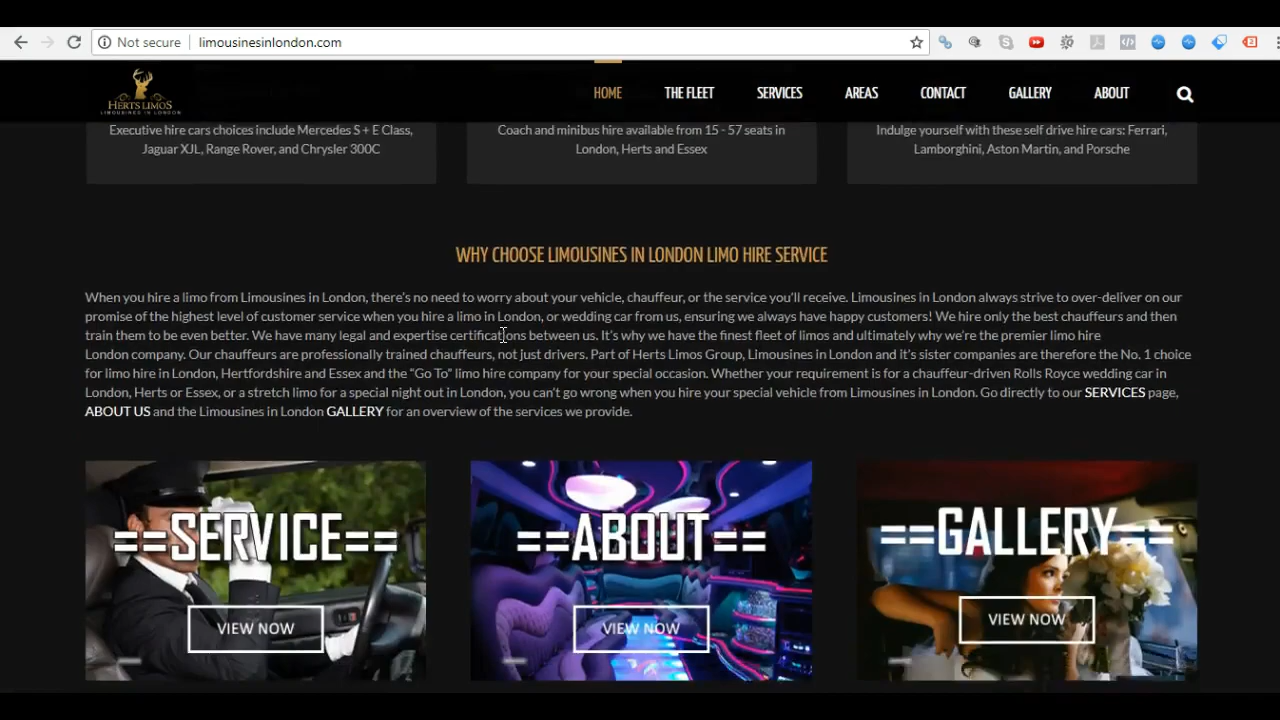 Not secure
limousinesinlondon.com
HERTS LIMOS
LIMOUSINES IN LONDON
HOME
THE FLEET
SERVICES
AREAS
CONTACT
GALLERY
ABOUT
Executive hire cars choices include Mercedes S + E Class,
Jaguar XJL, Range Rover, and Chrysler 300C
Coach and minibus hire available from 15 - 57 seats in
London, Herts and Essex
Indulge yourself with these self drive hire cars: Ferrari,
Lamborghini, Aston Martin, and Porsche
WHY CHOOSE LIMOUSINES IN LONDON LIMO HIRE SERVICE
When you hire a limo from Limousines in London, there's no need to worry about your vehicle, chauffeur, or the service you'll receive. Limousines in London always strive to over-deliver on our
promise of the highest level of customer service when you hire a limo in London, or wedding car from us, ensuring we always have happy customers! We hire only the best chauffeurs and then
train them to be even better. We have many legal and expertise certifications between us. It's why we have the finest fleet of limos and ultimately why we're the premier limo hire
London company. Our chauffeurs are professionally trained chauffeurs, not just drivers. Part of Herts Limos Group, Limousines in London and it's sister companies are therefore the No. 1 choice
for limo hire in London, Hertfordshire and Essex and the "Go To" limo hire company for your special occasion. Whether your requirement is for a chauffeur-driven Rolls Royce wedding car in
London, Herts or Essex, or a stretch limo for a special night out in London, you can't go wrong when you hire your special vehicle from Limousines in London. Go directly to our SERVICES page,
ABOUT US and the Limousines in London GALLERY for an overview of the services we provide.
==SERVICE==
VIEW NOW
==ABOUT==
VIEW NOW
==GALLERY==
VIEW NOW